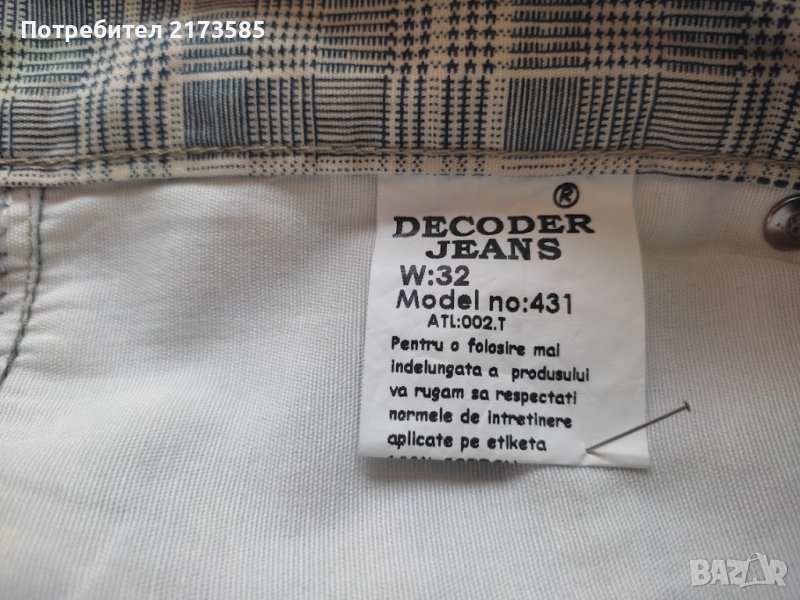 Потребител 2173585
®
DECODER
JEANS
W:32
Model no:431
ATL:002.T
Pentru o folosire mai
indelungata a produsului
va rugam sa respectati
normele de intretinere
aplicate pe etiketa
BAZAR